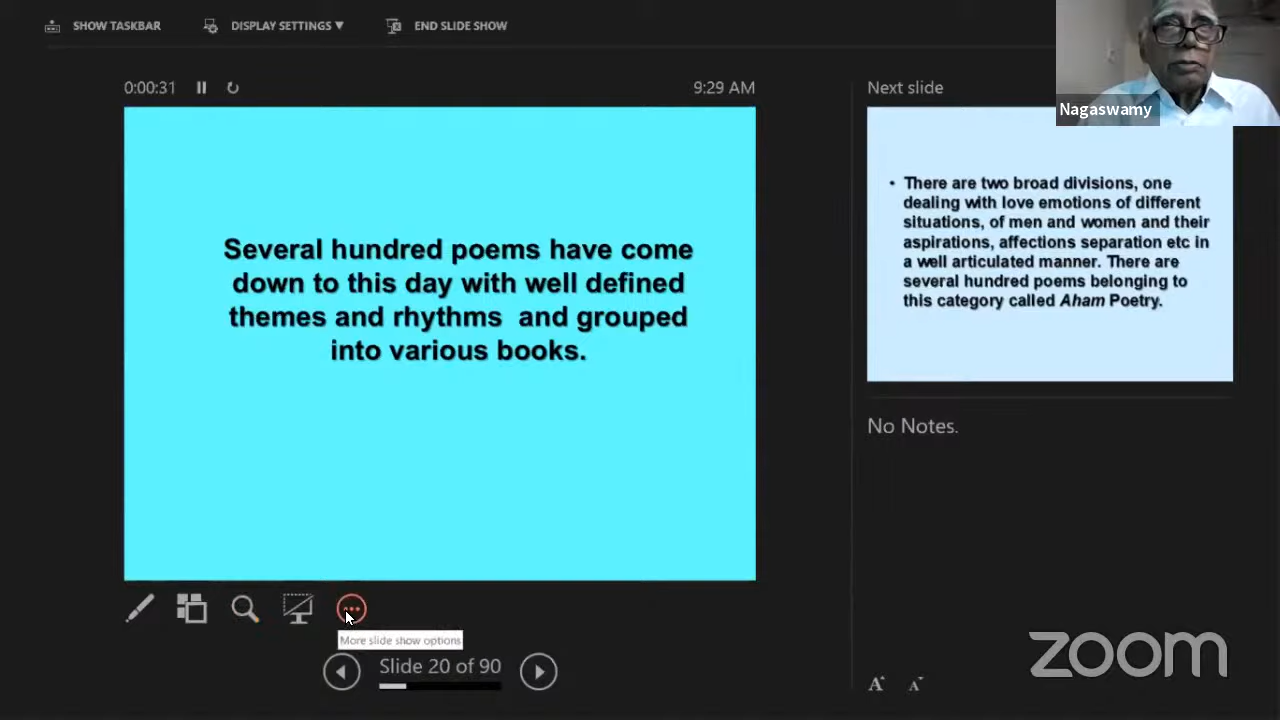 SHOW TASKBAR
DISPLAY SETTINGS ▼
END SLIDE SHOW
0:00:31
9:29 AM
Next slide
Nagaswamy
Several hundred poems have come
down to this day with well defined
themes and rhythms and grouped
into various books.
• There are two broad divisions, one
dealing with love emotions of different
situations, of men and women and their
aspirations, affections separation etc in
a well articulated manner. There are
several hundred poems belonging to
this category called Aham Poetry.
No Notes.
More slide show options
Slide 20 of 90
zoom
A A